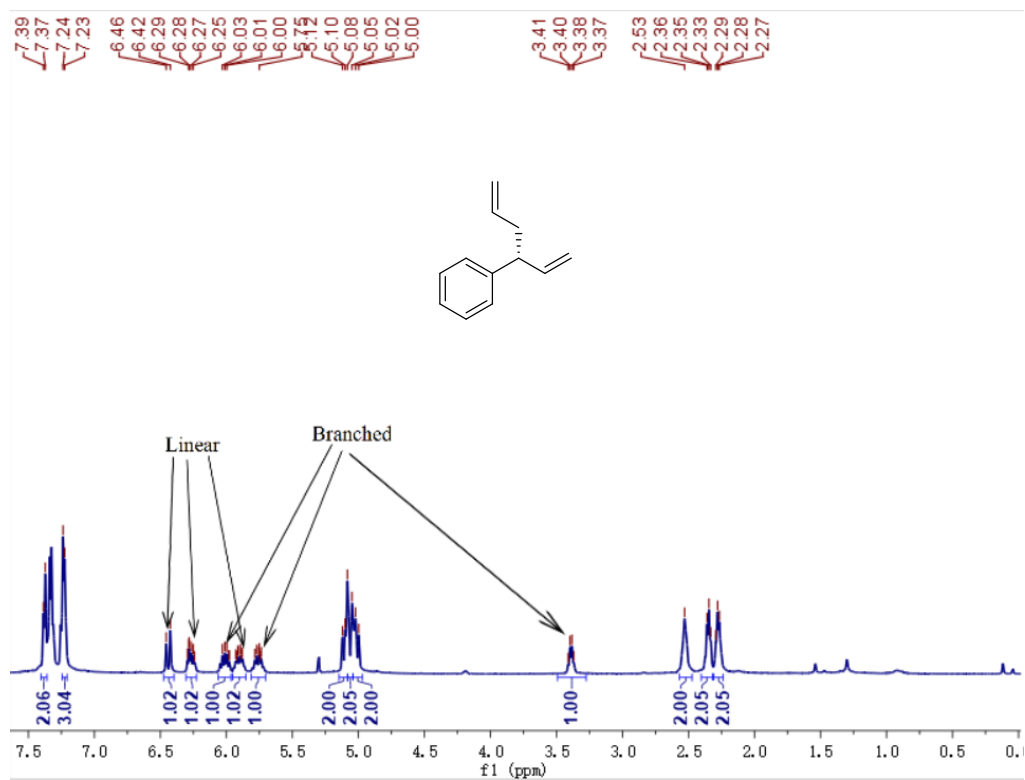 7.39 7.37 7.24 7.23 6.46 6.42 6.29 6.28 6.27 6.25 6.03 6.01 6.00 5.75 5.12 5.10 5.08 5.05 5.02 5.00 3.41 3.40 3.38 3.37 2.53 2.36 2.35 2.33 2.29 2.28 2.27
Branched
Linear
2.06 3.04 1.02 1.02 1.00 1.02 1.00 2.00 2.05 2.00 1.00 2.00 2.05 2.05
7.5 7.0 6.5 6.0 5.5 5.0 4.5 4.0 3.5 3.0 2.5 2.0 1.5 1.0 0.5
f1 (ppm)